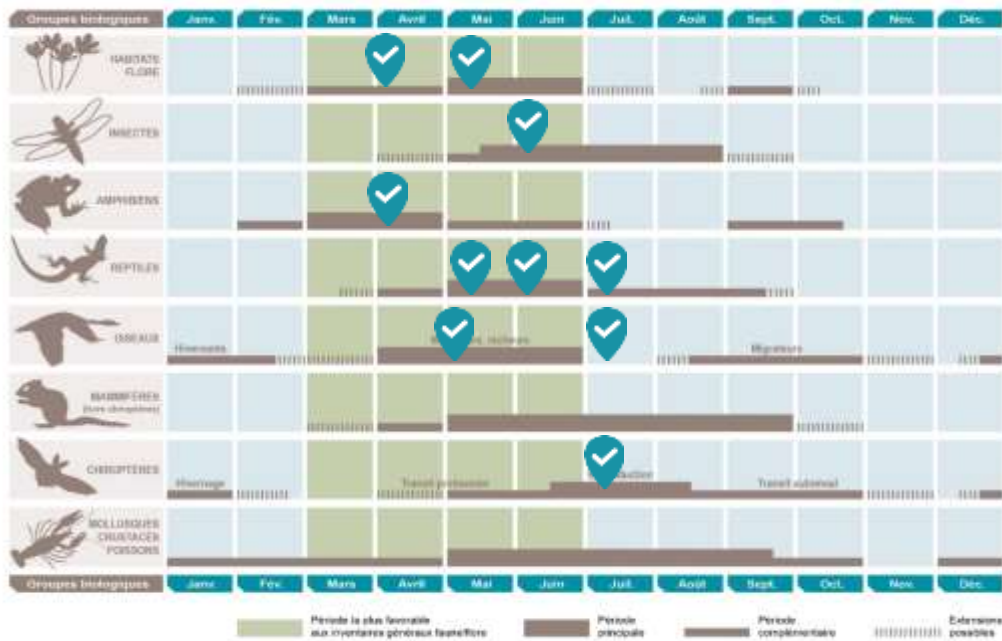 Groupes biologiques Janv. Fév. Mars Avril Mai Juin Juil. Août Sept. Oct. Nov. Déc.
HABITATS
FLORE
INSECTES
AMPHIBIENS
REPTILES
OISEAUX
Hivernants
nicheurs
Migrateurs
MAMMIFÈRES
(hors chiroptères)
CHIROPTÈRES
Hivernage
Transit printanier
Transit automnal
MOLLUSQUES
CRUSTACÉS
POISSONS
Groupes biologiques Janv. Fév. Mars Avril Mai Juin Juil. Août Sept. Oct. Nov. Déc.
Période la plus favorable
aux inventaires généraux faune/flore
Période
principale
Période
complémentaire
Extensions
possibles